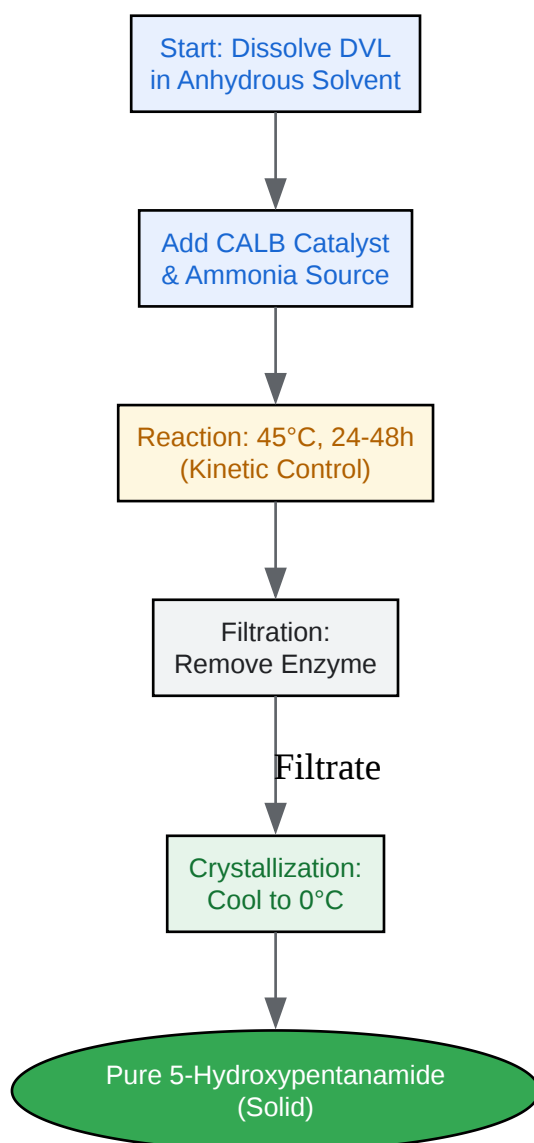 Start: Dissolve DVL
in Anhydrous Solvent
Add CALB Catalyst
& Ammonia Source
Reaction: 45°C, 24-48h
(Kinetic Control)
Filtration:
Remove Enzyme
Filtrate
Crystallization:
Cool to 0°C
Pure 5-Hydroxypentanamide
(Solid)